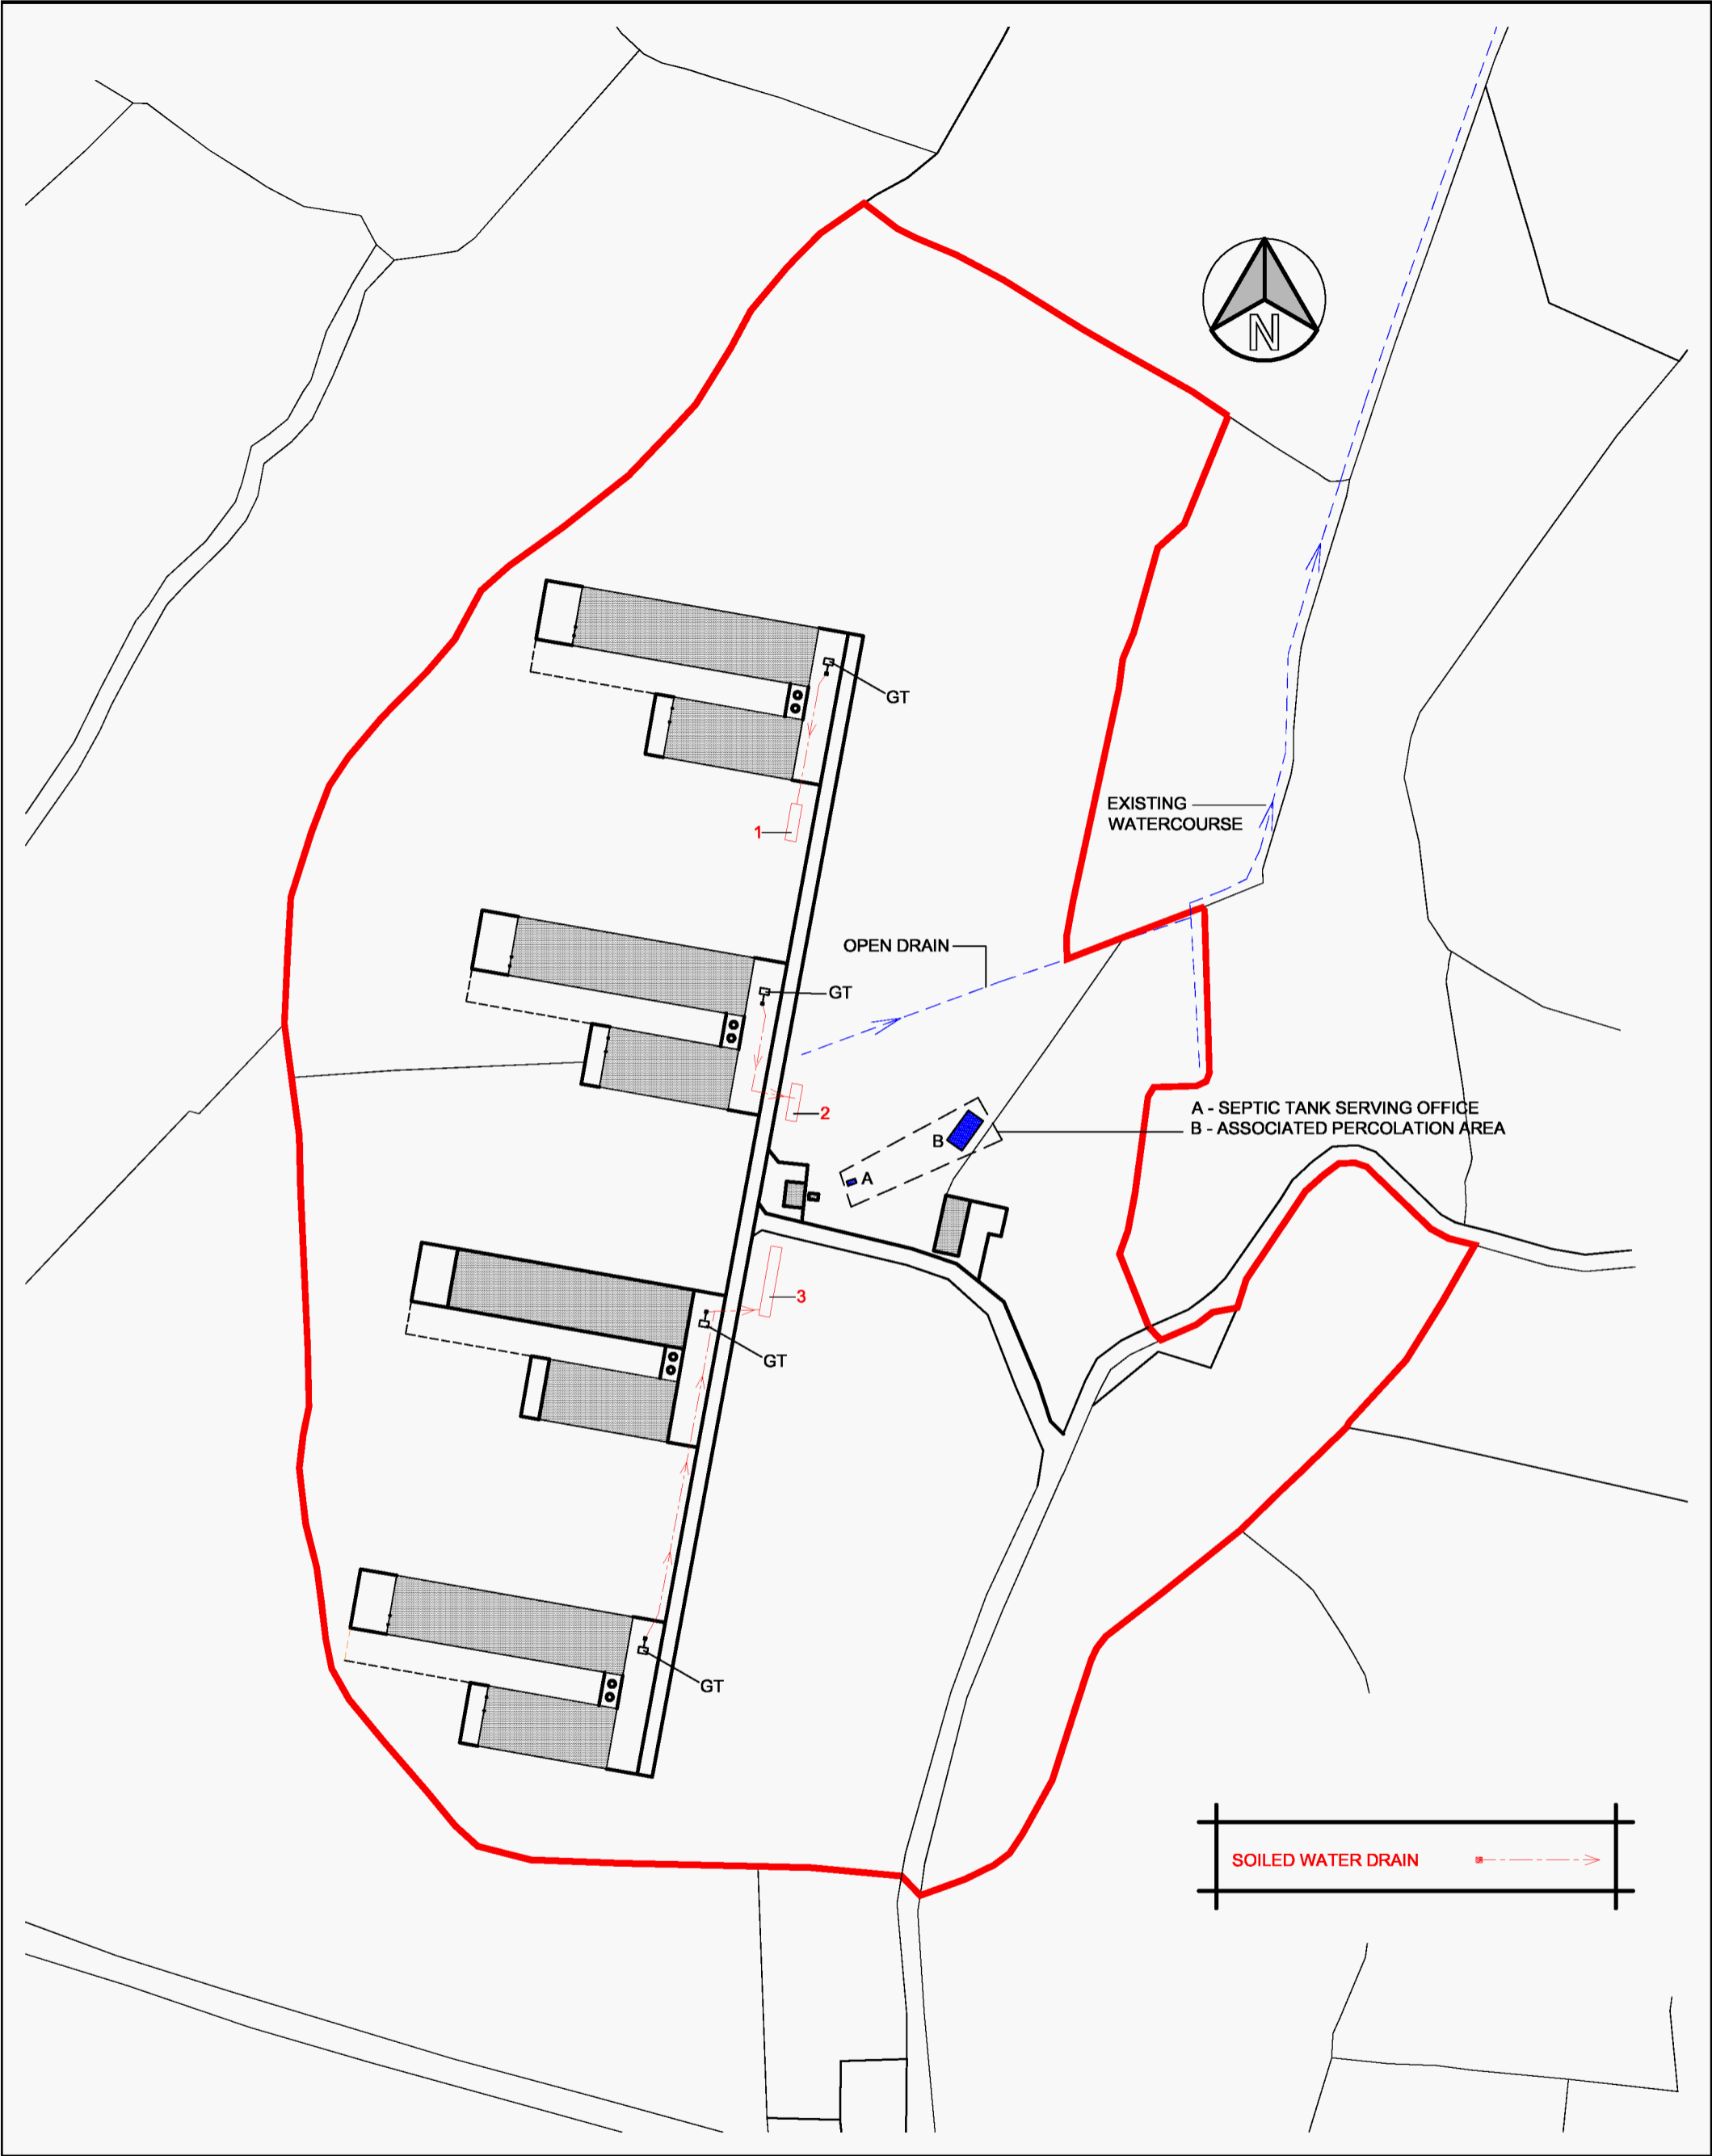 N
GT
EXISTING
WATERCOURSE
1
OPEN DRAIN
GT
2
A - SEPTIC TANK SERVING OFFICE
B - ASSOCIATED PERCOLATION AREA
B
A
3
GT
GT
SOILED WATER DRAIN